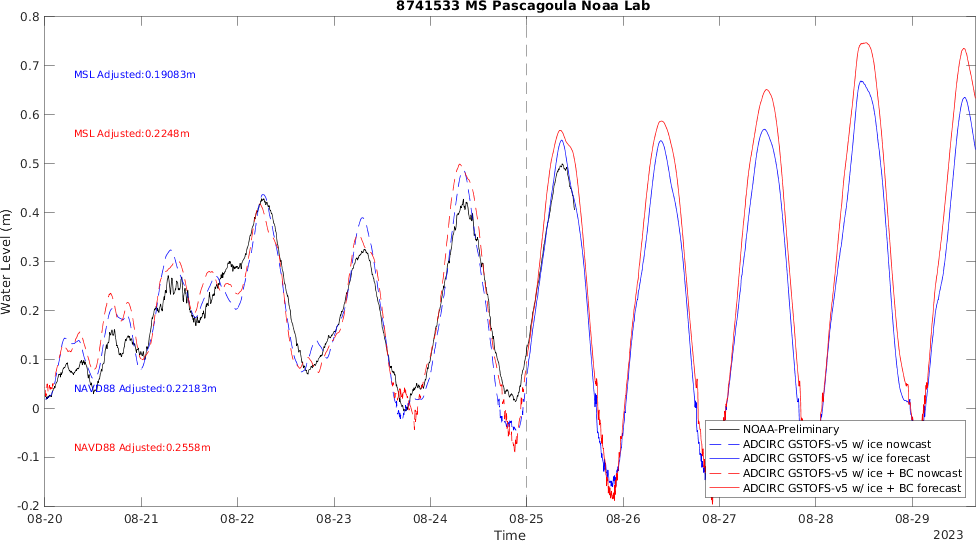 8741533 MS Pascagoula Noaa Lab
0.8
0.7
0.6
0.5
0.4
0.3
0.2
0.1
0
-0.1
-0.2
Water Level (m)
MSL Adjusted:0.19083m
MSL Adjusted:0.2248m
NAVD88 Adjusted:0.22183m
NAVD88 Adjusted:0.2558m
NOAA-Preliminary
ADCIRC GSTOFS-v5 w/ ice nowcast
ADCIRC GSTOFS-v5 w/ ice forecast
ADCIRC GSTOFS-v5 w/ ice + BC nowcast
ADCIRC GSTOFS-v5 w/ ice + BC forecast
08-20 08-21 08-22 08-23 08-24 08-25 08-26 08-27 08-28 08-29
Time
2023